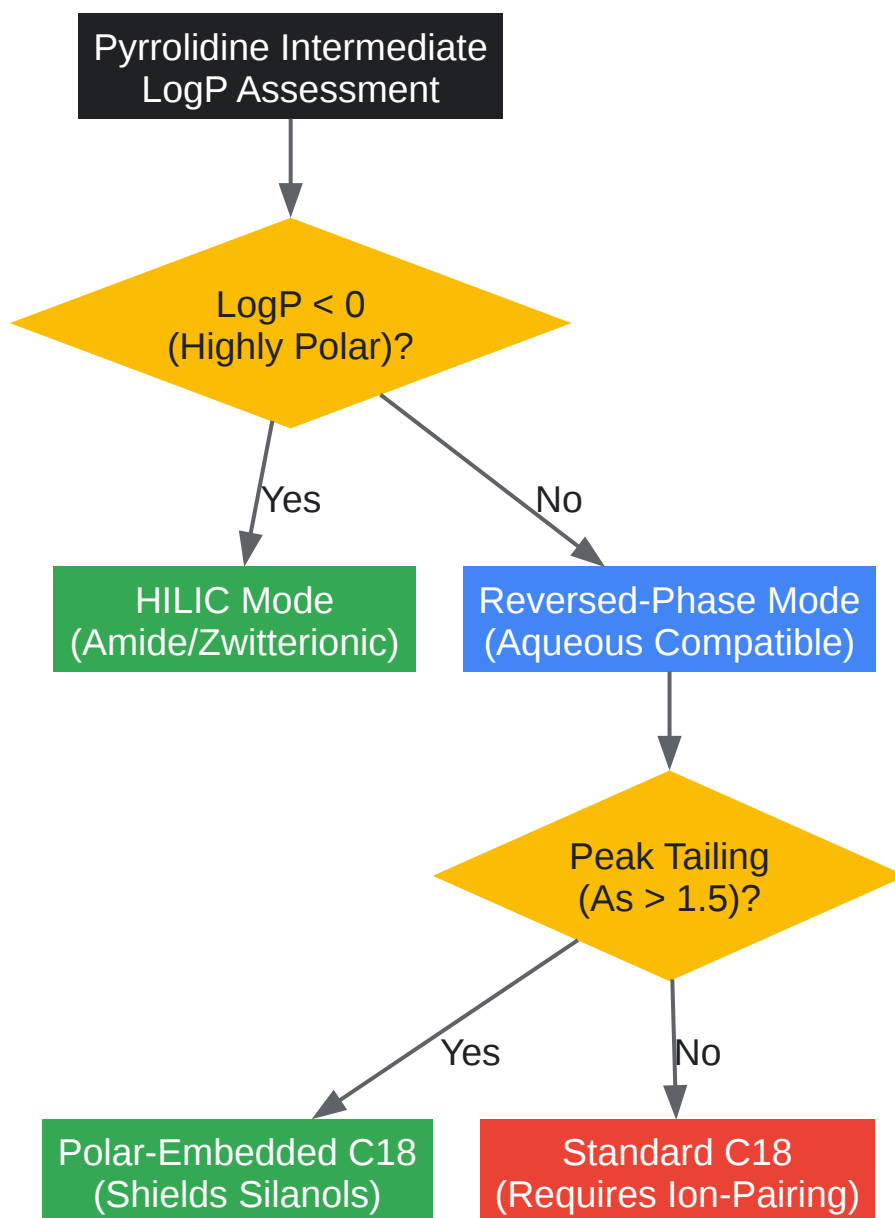 Pyrrolidine Intermediate
LogP Assessment
LogP < 0
(Highly Polar)?
Yes
No
HILIC Mode
(Amide/Zwitterionic)
Reversed-Phase Mode
(Aqueous Compatible)
Peak Tailing
(As > 1.5)?
Yes
No
Polar-Embedded C18
(Shields Silanols)
Standard C18
(Requires Ion-Pairing)